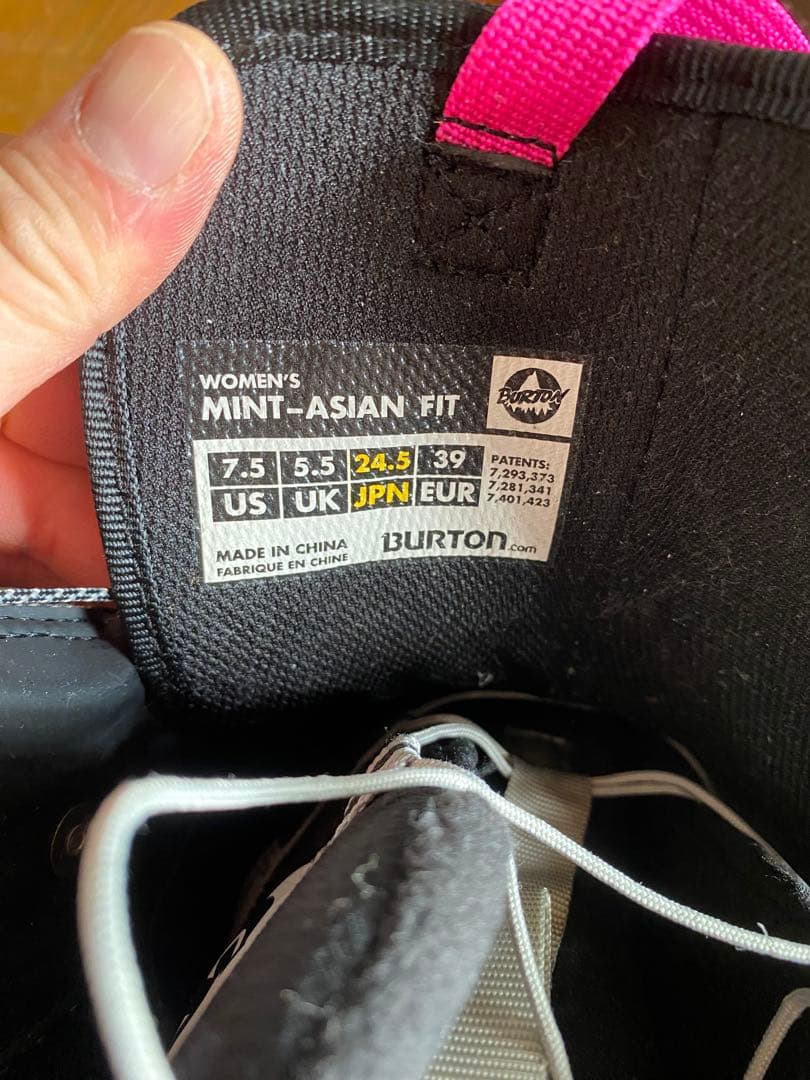 WOMEN'S
MINT-ASIAN FIT
BURTON
7.5 5.5 24.5 39
US UK JPN EUR
PATENTS:
7,293,373
7,281,341
7,401,423
MADE IN CHINA
FABRIQUE EN CHINE
BURTON.com